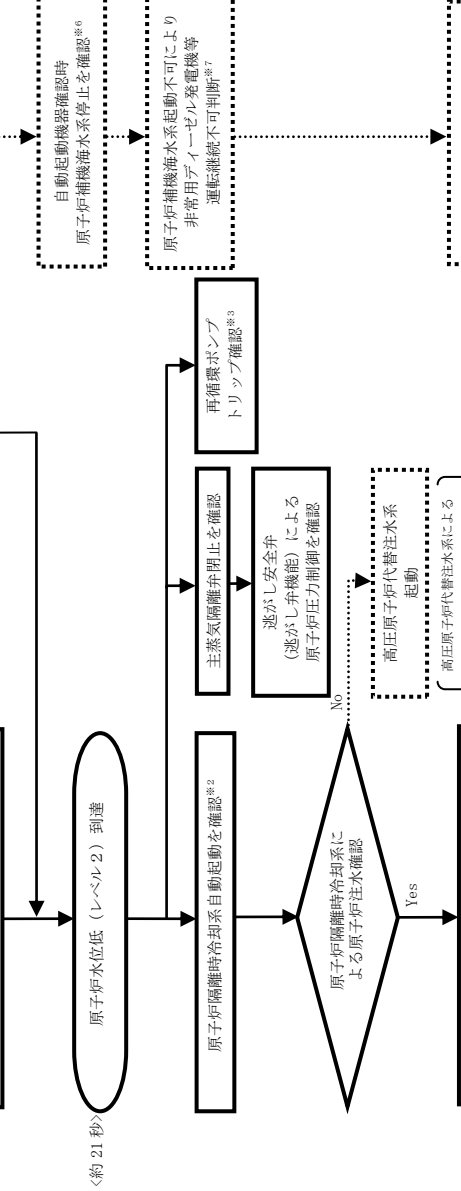 自動起動機器確認時
原子炉補機海水系停止を確認※6
原子炉補機海水系起動不可により
非常用ディーゼル発電機等
運転継続不可判断※7
<約 21 秒>
原子炉水位低（レベル２）到達
原子炉隔離時冷却系自動起動を確認※2
主蒸気隔離弁閉止を確認
再循環ポンプ
トリップ確認※3
逃がし安全弁
（逃がし弁機能）による
原子炉圧力制御を確認
原子炉隔離時冷却系に
よる原子炉注水確認
No
Yes
高圧原子炉代替注水系
起動
高圧原子炉代替注水系による